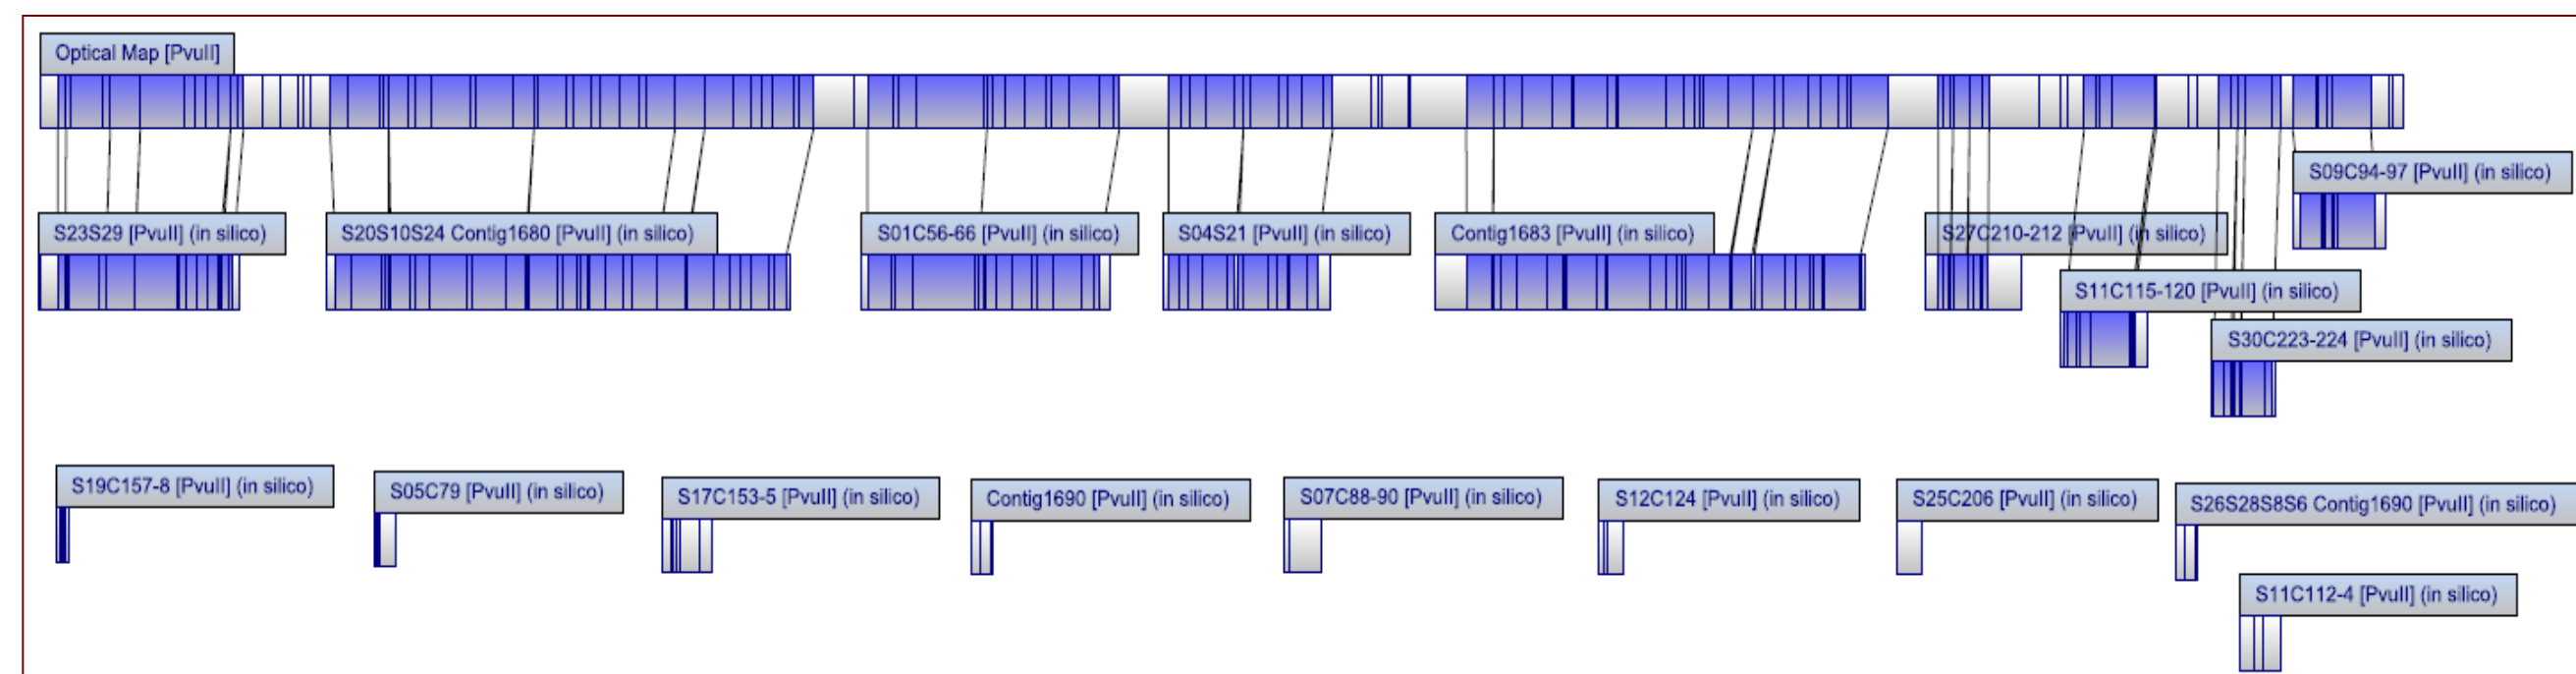 Optical Map [PvuII]
S09C94-97 [PvuII] (in silico)
S23S29 [PvuII] (in silico)
S20S10S24 Contig1680 [PvuII] (in silico)
S01C56-66 [PvuII] (in silico)
S04S21 [PvuII] (in silico)
Contig1683 [PvuII] (in silico)
S27C210-212 [PvuII] (in silico)
S11C115-120 [PvuII] (in silico)
S30C223-224 [PvuII] (in silico)
S19C157-8 [PvuII] (in silico)
S05C79 [PvuII] (in silico)
S17C153-5 [PvuII] (in silico)
Contig1690 [PvuII] (in silico)
S07C88-90 [PvuII] (in silico)
S12C124 [PvuII] (in silico)
S25C206 [PvuII] (in silico)
S26S28S8S6 Contig1690 [PvuII] (in silico)
S11C112-4 [PvuII] (in silico)